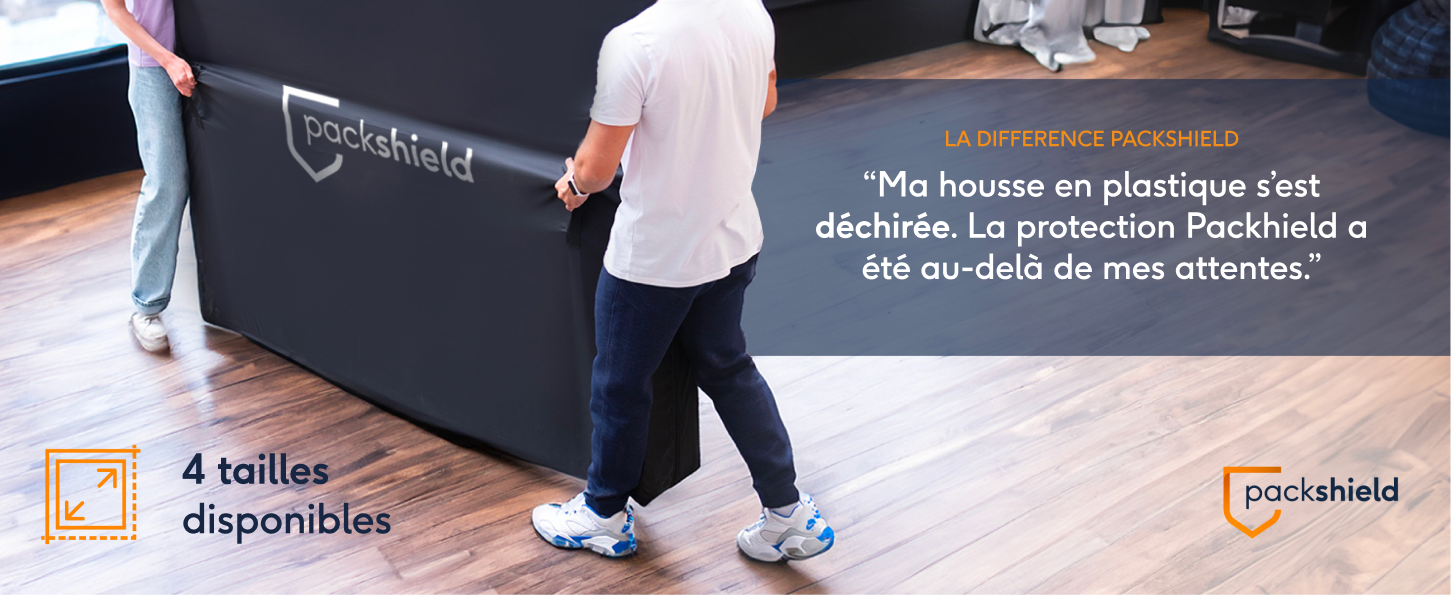 packshield
LA DIFFERENCE PACKSHIELD
“Ma housse en plastique s’est
déchirée. La protection Packhield a
été au-delà de mes attentes.”
4 tailles
disponibles
packshield